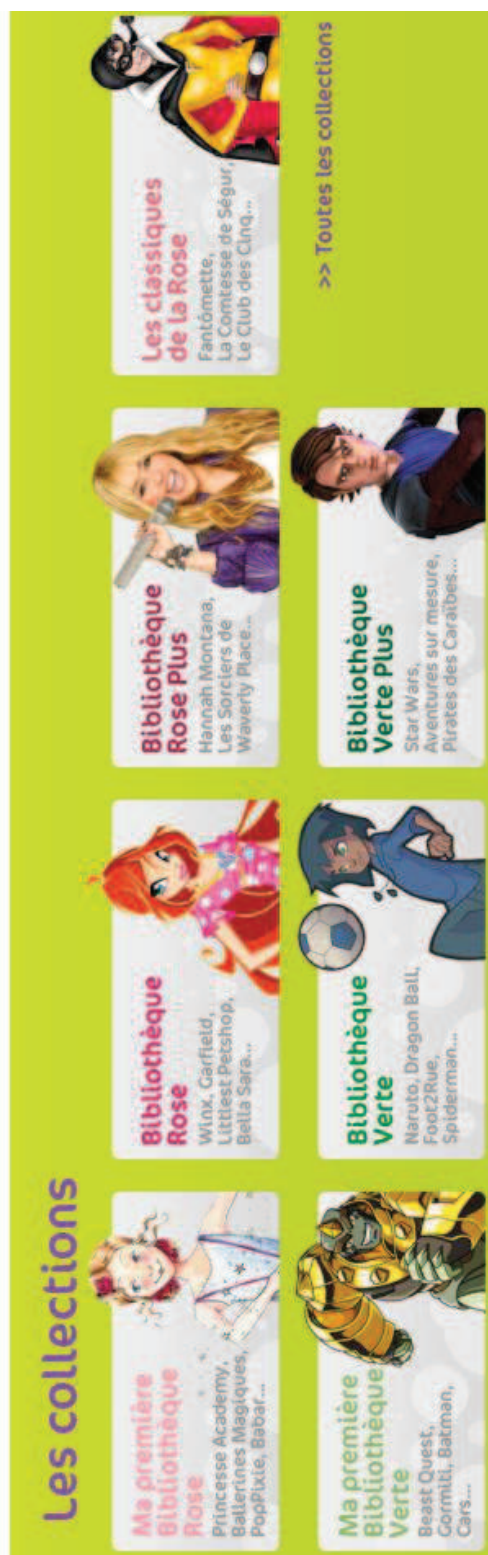 Les collections
Ma première
Bibliothèque
Rose
Princesse Academy,
Ballerines Magiques,
PopPixie, Babar...
Bibliothèque
Rose
Winx, Garfield,
Littlest Petshop,
Bella Sara...
Bibliothèque
Rose Plus
Hannah Montana,
Les Sorciers de
Waverly Place...
Les classiques
de la Rose
Fantômette,
La Comtesse de Ségur,
Le Club des Cinq...
Ma première
Bibliothèque
Verte
Beast Quest,
Gormiti, Batman,
Cars...
Bibliothèque
Verte
Naruto, Dragon Ball,
Foot2Rue,
Spiderman...
Bibliothèque
Verte Plus
Star Wars,
Aventures sur mesure,
Pirates des Caraïbes...
>> Toutes les collections